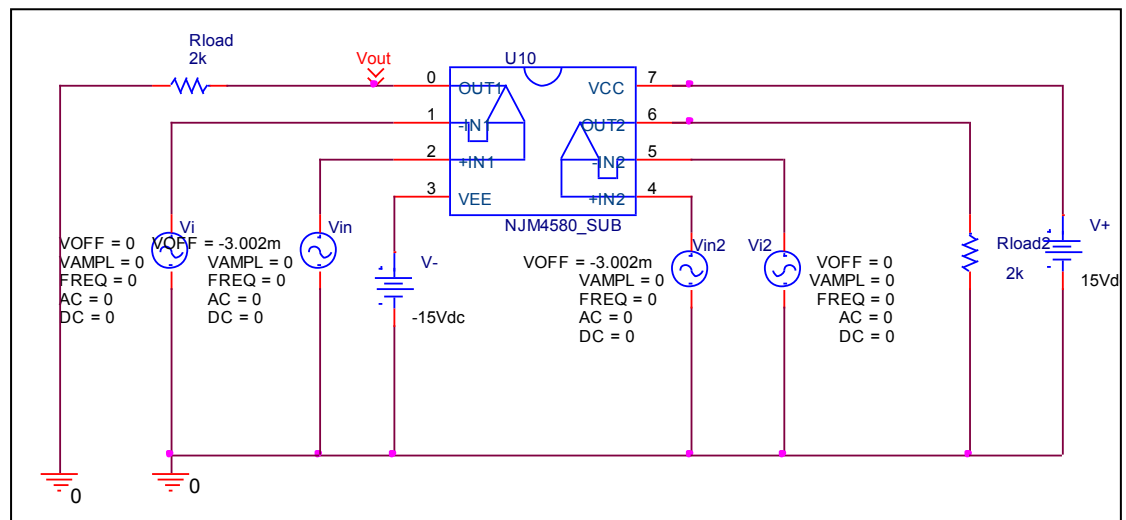 Rload
2k
Vout
U10
0
OUT1
VCC
7
1
-IN1
OUT2
6
2
+IN1
-IN2
5
3
VEE
+IN2
4
NJM4580_SUB
Vi
VOFF = 0
VAMPL = 0
FREQ = 0
AC = 0
DC = 0
Vin
VOFF = -3.002m
VAMPL = 0
FREQ = 0
AC = 0
DC = 0
V-
-15Vdc
Vin2
VOFF = -3.002m
VAMPL = 0
FREQ = 0
AC = 0
DC = 0
Vi2
VOFF = 0
VAMPL = 0
FREQ = 0
AC = 0
DC = 0
Rload2
2k
V+
15Vd
0
0